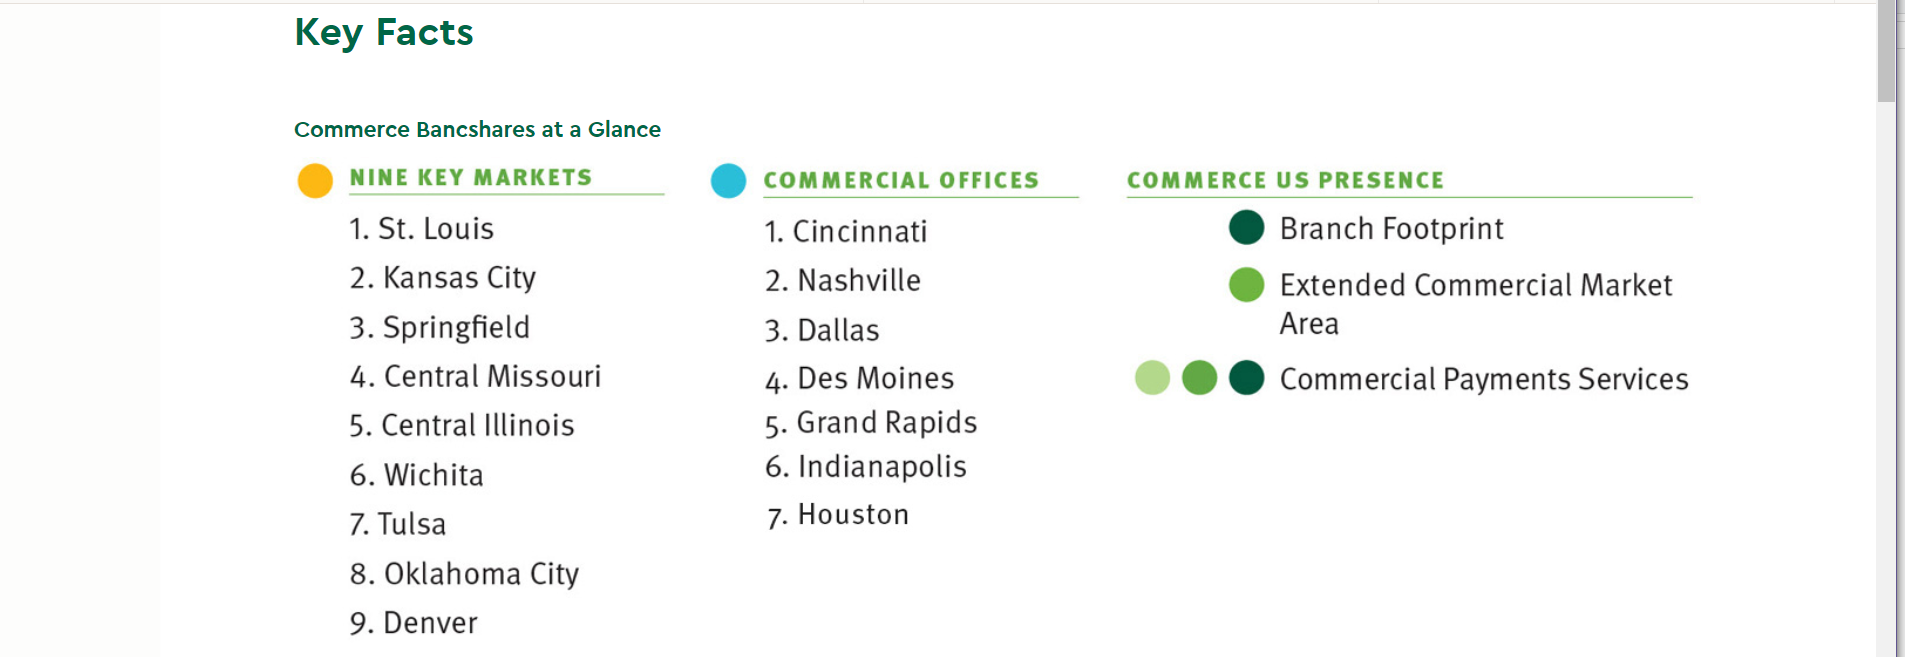 Key Facts
Commerce Bancshares at a Glance
NINE KEY MARKETS
1. St. Louis
2. Kansas City
3. Springfield
4. Central Missouri
5. Central Illinois
6. Wichita
7. Tulsa
8. Oklahoma City
9. Denver
COMMERCIAL OFFICES
1. Cincinnati
2. Nashville
3. Dallas
4. Des Moines
5. Grand Rapids
6. Indianapolis
7. Houston
COMMERCE US PRESENCE
Branch Footprint
Extended Commercial Market
Area
Commercial Payments Services